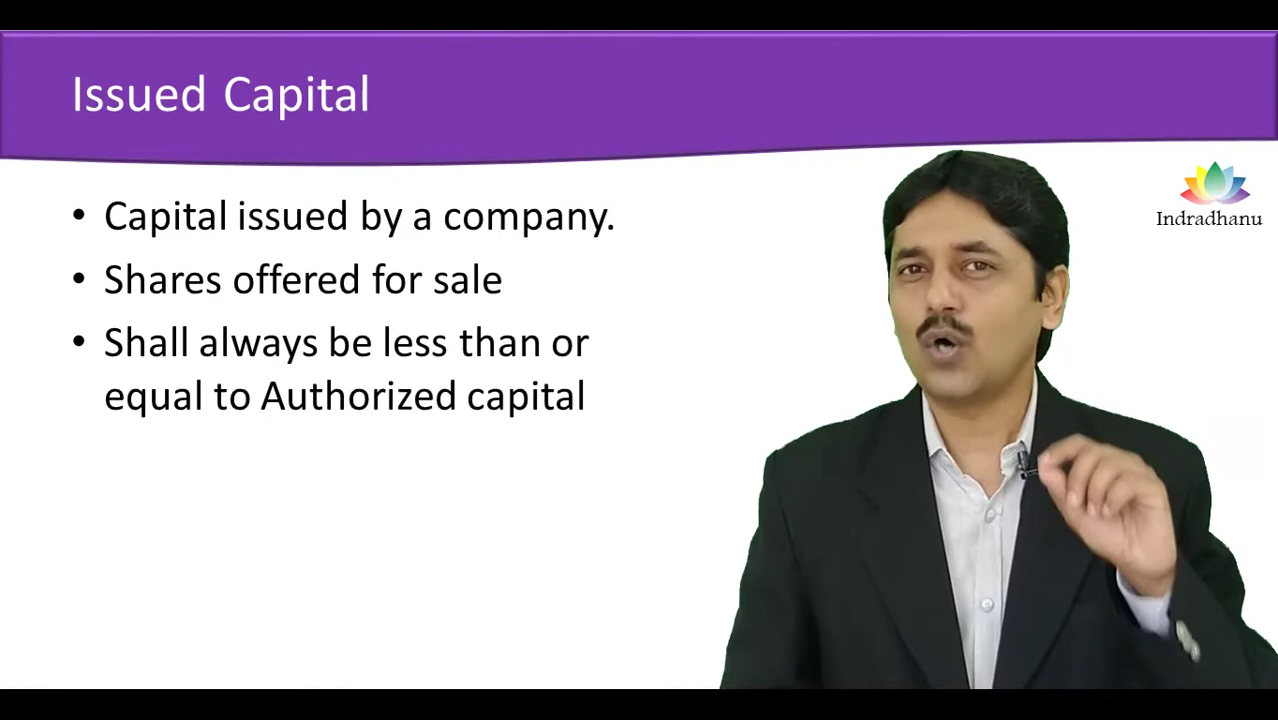 Issued Capital
• Capital issued by a company.
• Shares offered for sale
• Shall always be less than or
equal to Authorized capital
Indradhanu